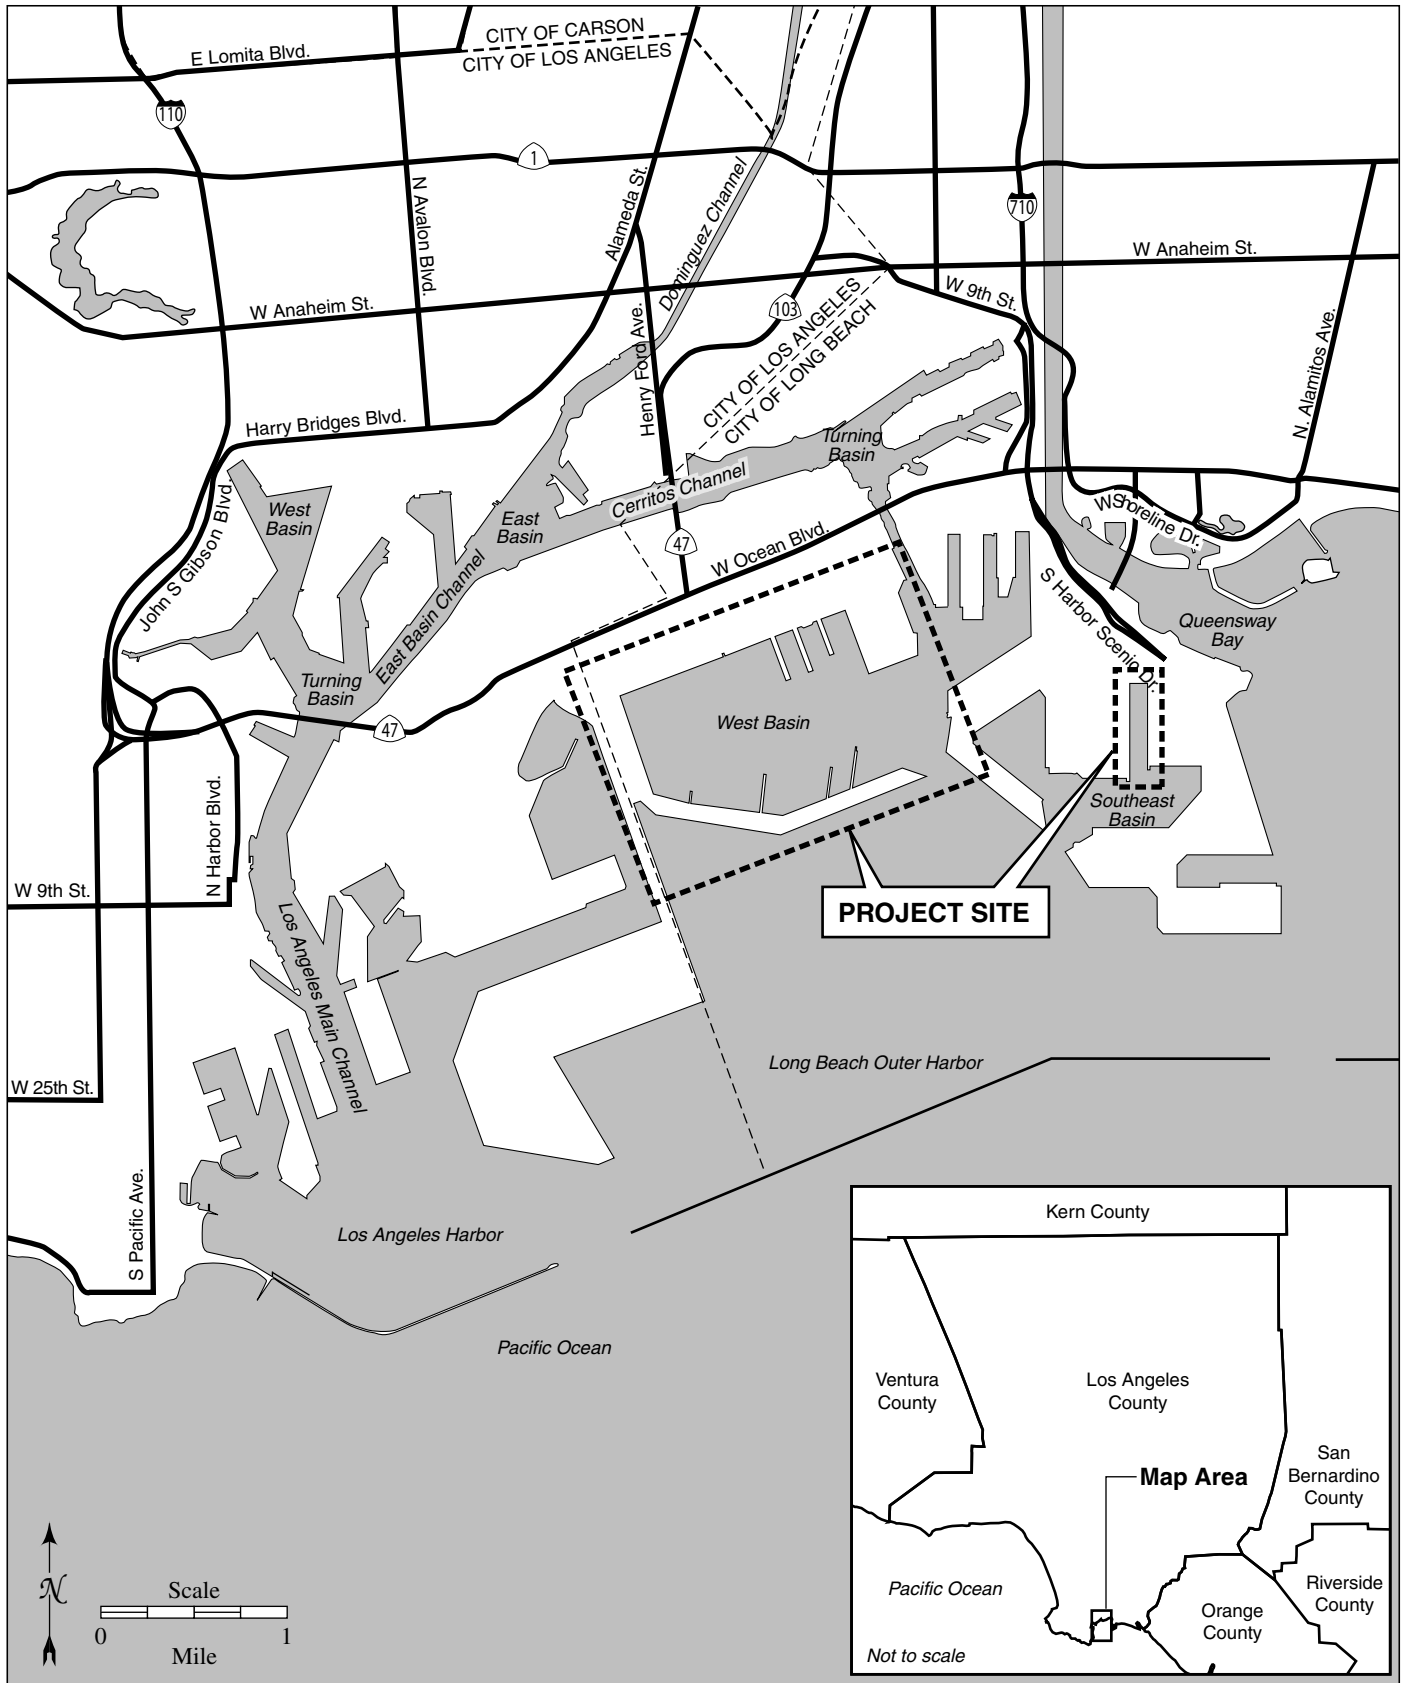 CITY OF CARSON
CITY OF LOS ANGELES
E Lomita Blvd.
110
1
N Avalon Blvd.
Alameda St.
Dominguez Channel
710
W Anaheim St.
W Anaheim St.
W 9th St.
103
Henry Ford Ave.
CITY OF LOS ANGELES
CITY OF LONG BEACH
N. Alamitos Ave.
Harry Bridges Blvd.
Turning
Basin
Cerritos Channel
West
Basin
East
Basin
John S Gibson Blvd.
47
W Ocean Blvd.
W Shoreline Dr.
S Harbor Scenic Dr.
Queensway
Bay
East Basin Channel
Turning
Basin
47
West Basin
Southeast
Basin
N Harbor Blvd.
W 9th St.
PROJECT SITE
Los Angeles Main Channel
Long Beach Outer Harbor
W 25th St.
S Pacific Ave.
Los Angeles Harbor
Pacific Ocean
Kern County
Ventura
County
Los Angeles
County
San
Bernardino
County
Map Area
Riverside
County
Orange
County
Pacific Ocean
Not to scale
N
Scale
0 1
Mile